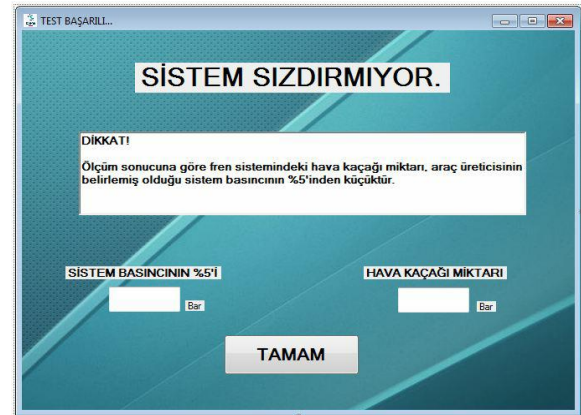 TEST BAŞARILI...
SİSTEM SIZDIRMIYOR.
DİKKAT!
Ölçüm sonucuna göre fren sistemindeki hava kaçağı miktarı, araç üreticisinin
belirlemiş olduğu sistem basıncının %5'inden küçüktür.
SİSTEM BASINCININ %5'İ
HAVA KAÇAĞI MİKTARI
Bar
Bar
TAMAM